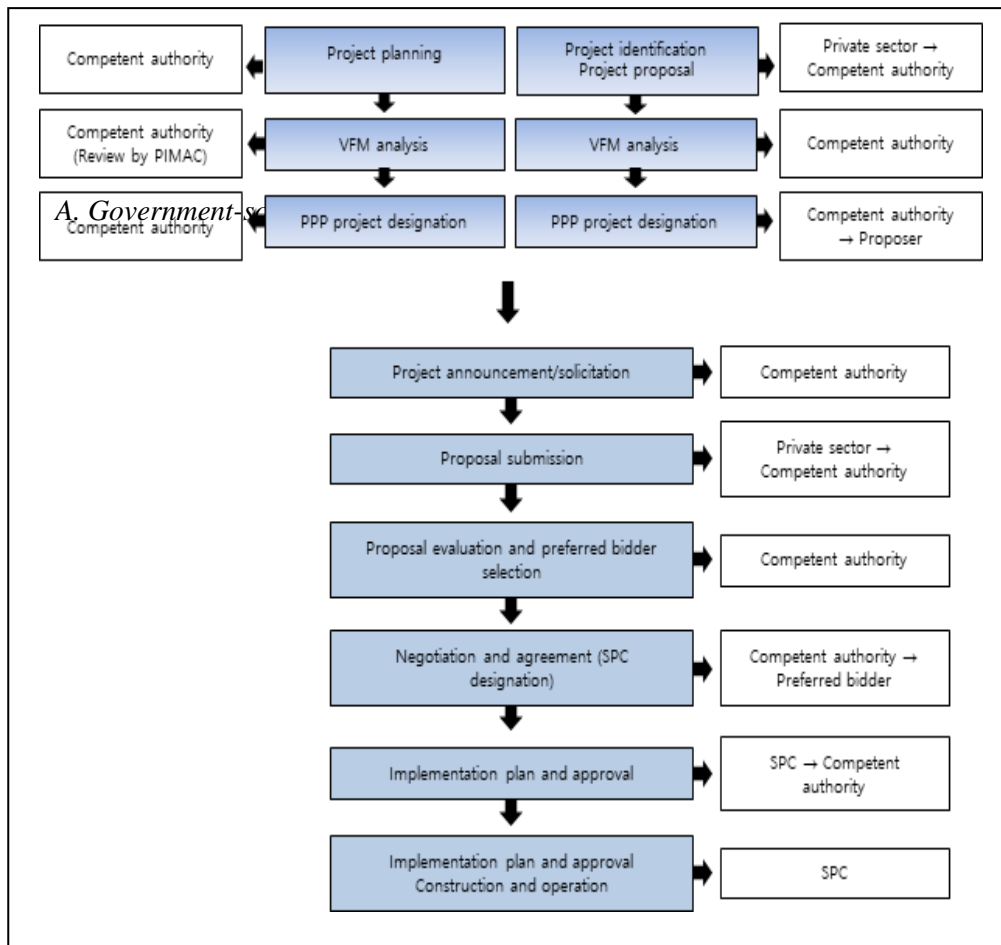 Competent authority
Project planning
Project identification
Project proposal
Private sector →
Competent authority
Competent authority
(Review by PIMAC)
VFM analysis
VFM analysis
Competent authority
A. Government-so
Competent authority
PPP project designation
PPP project designation
Competent authority
→ Proposer
Project announcement/solicitation
Competent authority
Proposal submission
Private sector →
Competent authority
Proposal evaluation and preferred bidder
selection
Competent authority
Negotiation and agreement (SPC
designation)
Competent authority →
Preferred bidder
Implementation plan and approval
SPC → Competent
authority
Implementation plan and approval
Construction and operation
SPC